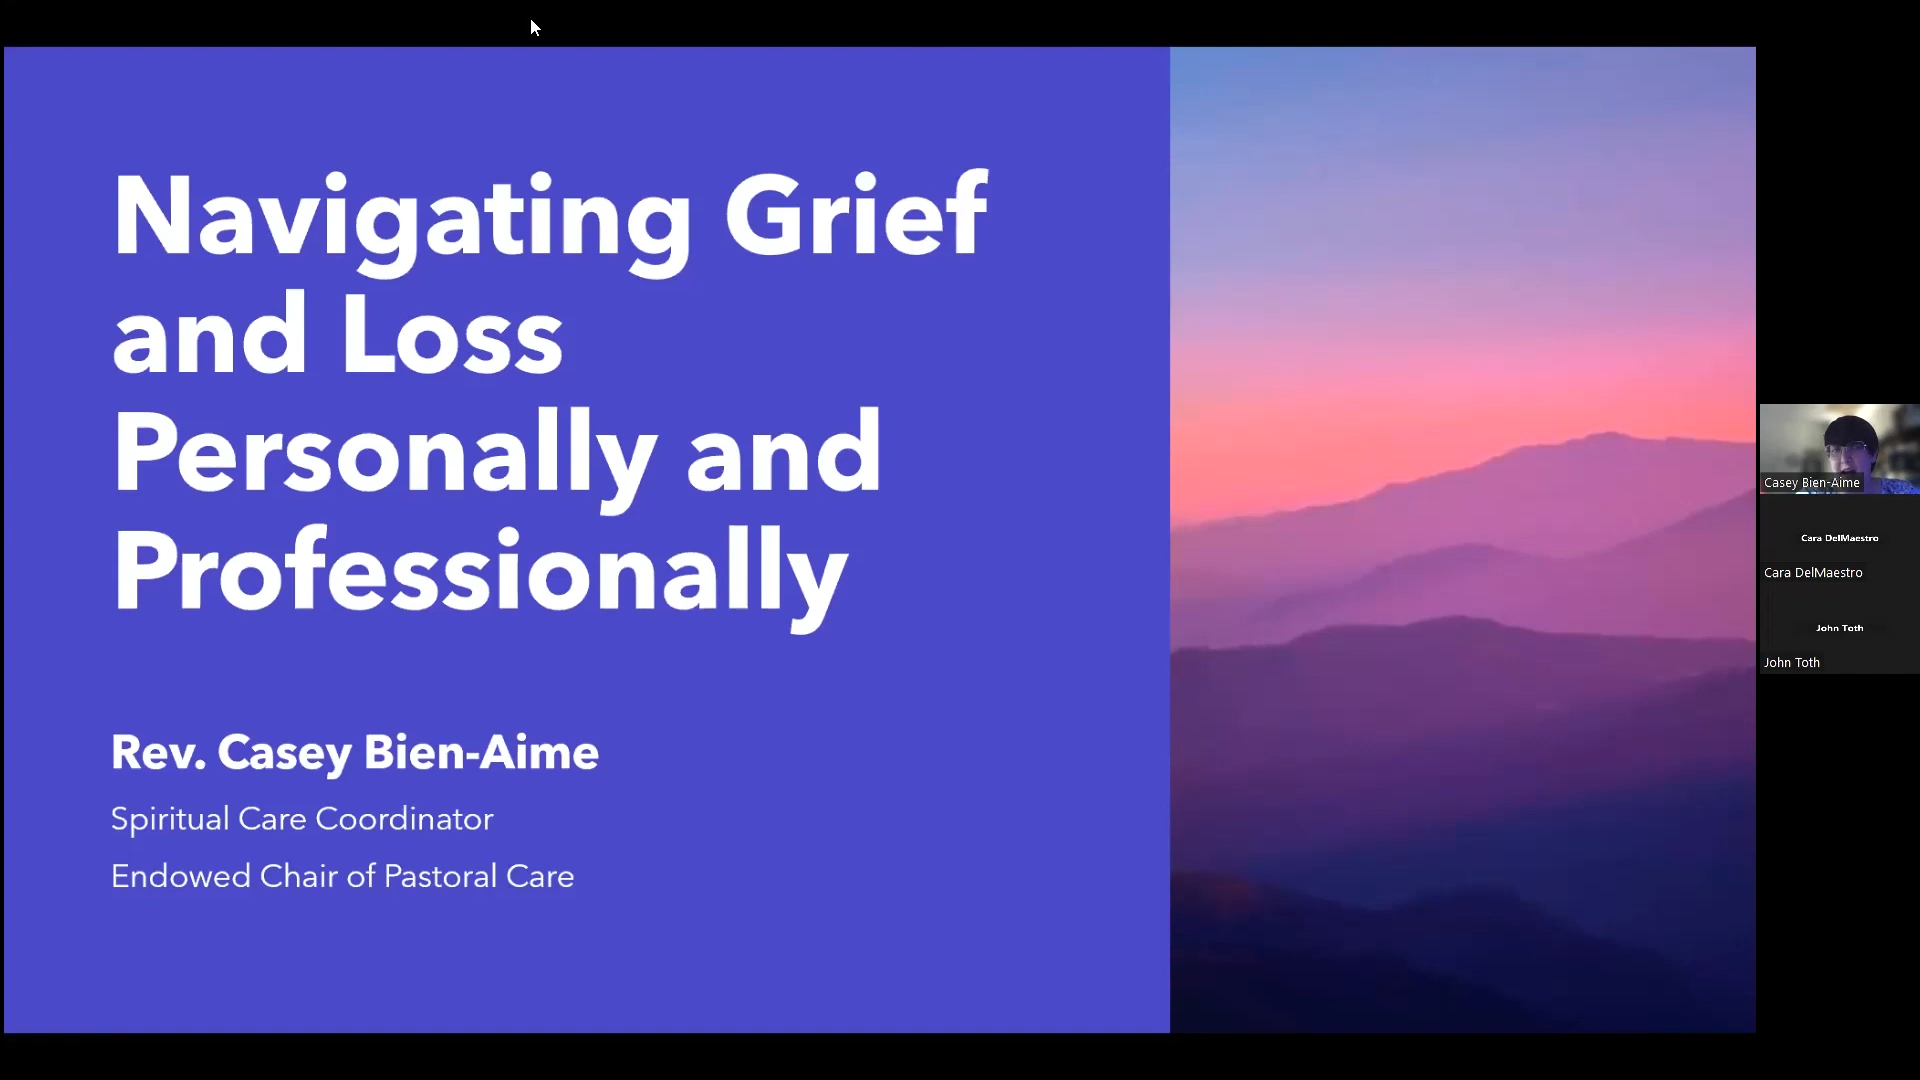 Navigating Grief
and Loss
Personally and
Professionally
Rev. Casey Bien-Aime
Spiritual Care Coordinator
Endowed Chair of Pastoral Care
Casey Bien-Aime
Cara DelMaestro
Cara DelMaestro
John Toth
John Toth